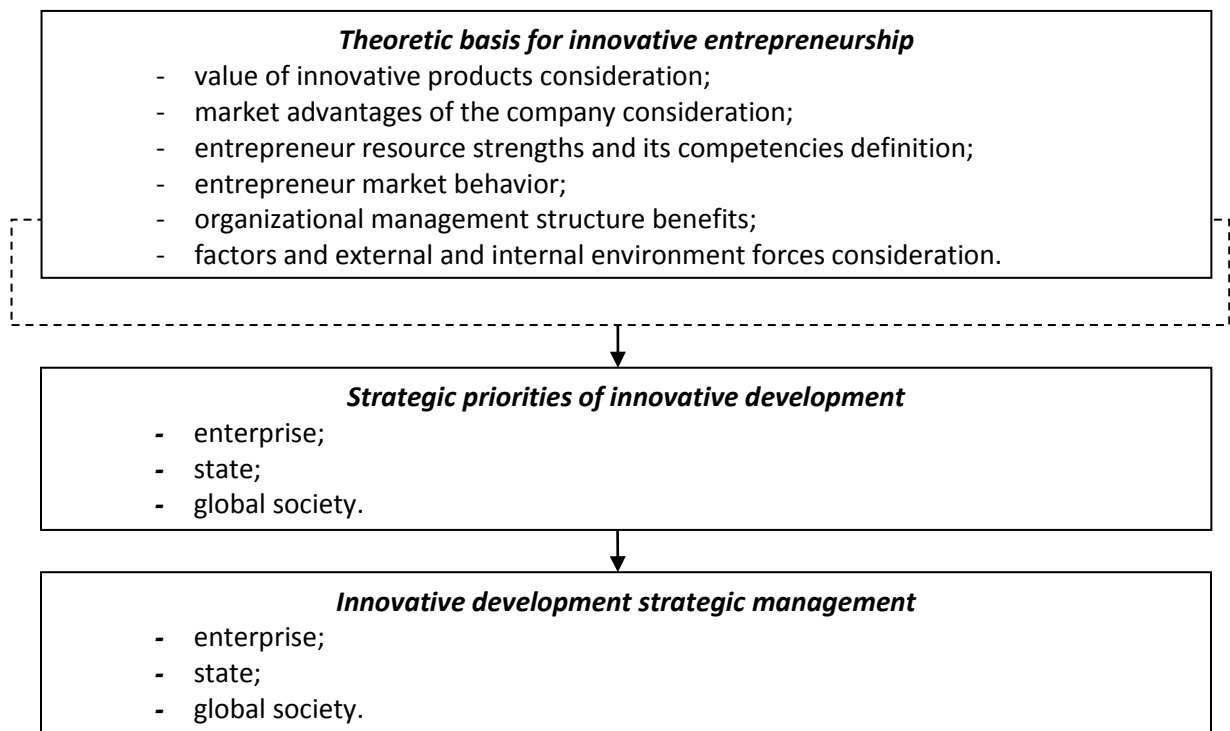 Theoretic basis for innovative entrepreneurship
- value of innovative products consideration;
- market advantages of the company consideration;
- entrepreneur resource strengths and its competencies definition;
- entrepreneur market behavior;
- organizational management structure benefits;
- factors and external and internal environment forces consideration.
Strategic priorities of innovative development
- enterprise;
- state;
- global society.
Innovative development strategic management
- enterprise;
- state;
- global society.